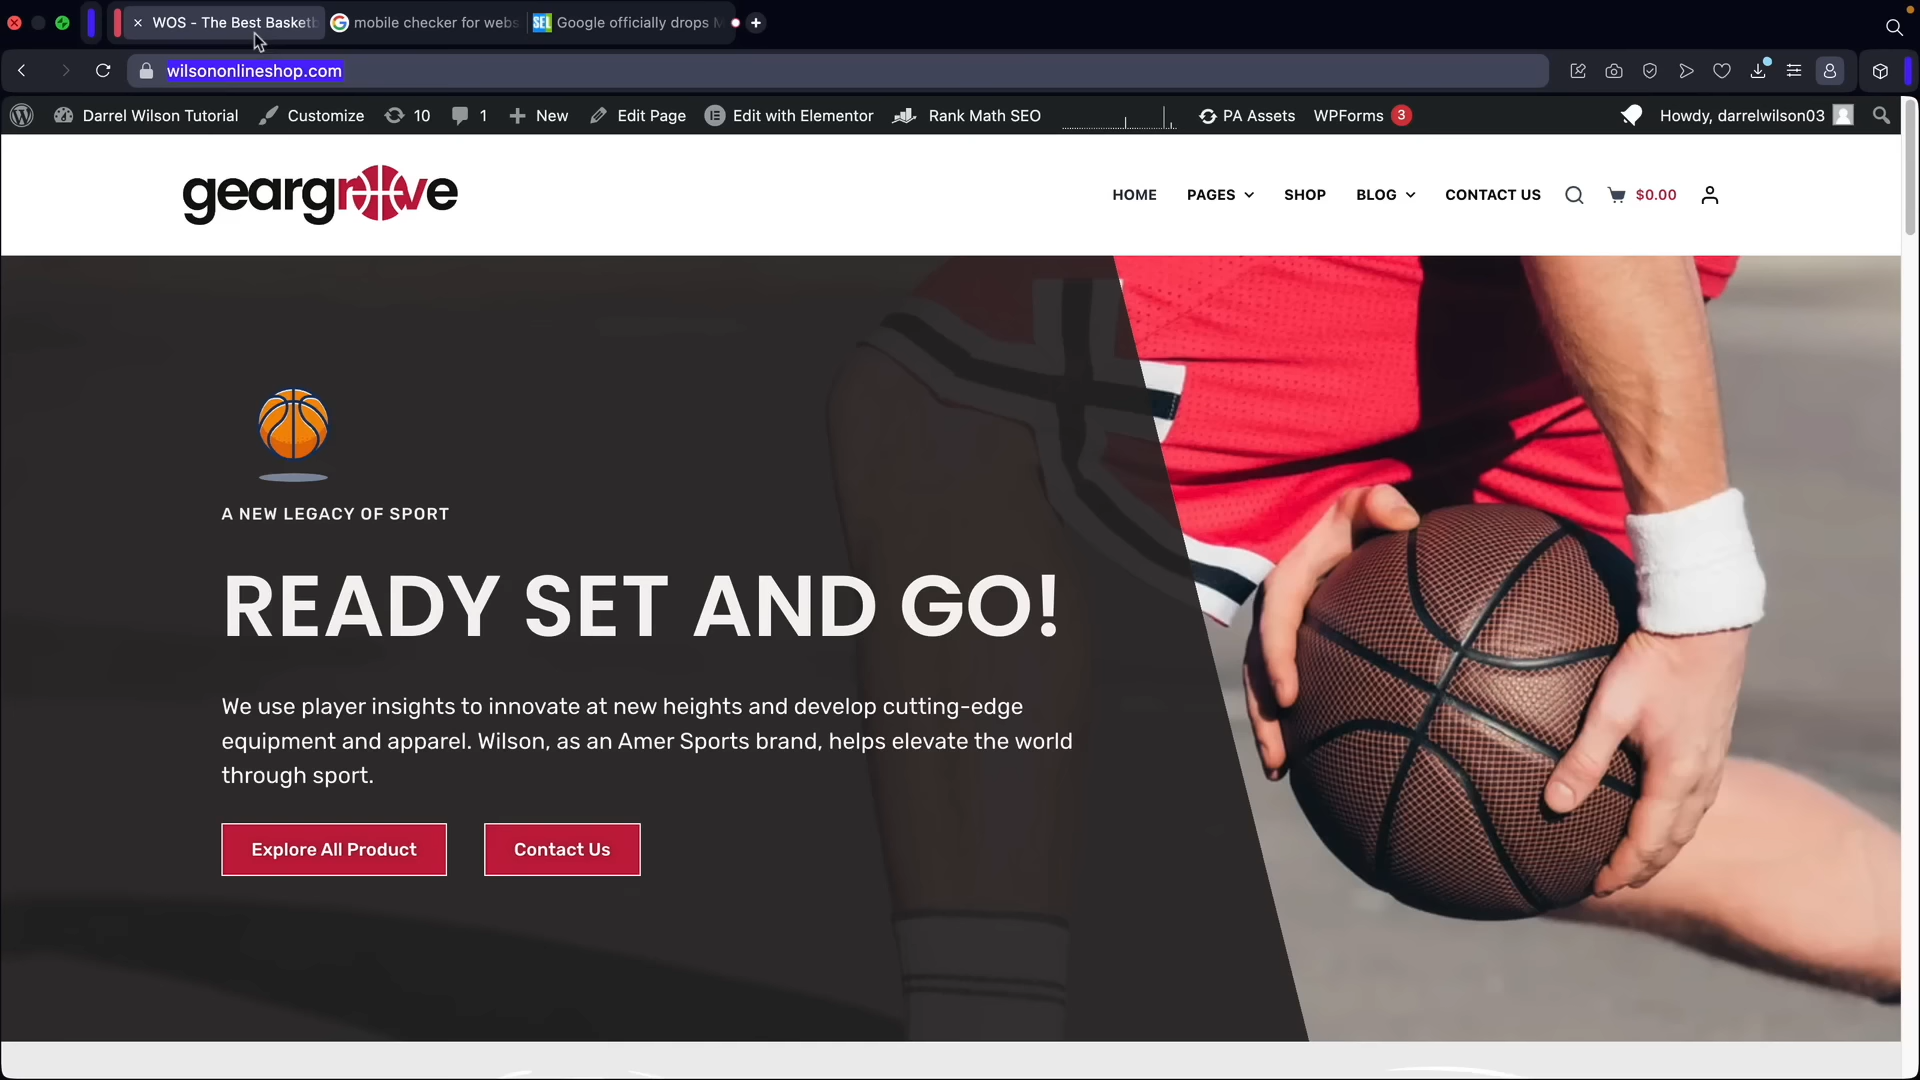 WOS - The Best Basketb
mobile checker for webs
SEL
Google officially drops M
wilsononlineshop.com
Darrel Wilson Tutorial
Customize
10
1
New
Edit Page
Edit with Elementor
Rank Math SEO
PA Assets
WPForms 3
Howdy, darrelwilson03
geargroove
HOME
PAGES
SHOP
BLOG
CONTACT US
$0.00
A NEW LEGACY OF SPORT
READY SET AND GO!
We use player insights to innovate at new heights and develop cutting-edge
equipment and apparel. Wilson, as an Amer Sports brand, helps elevate the world
through sport.
Explore All Product
Contact Us